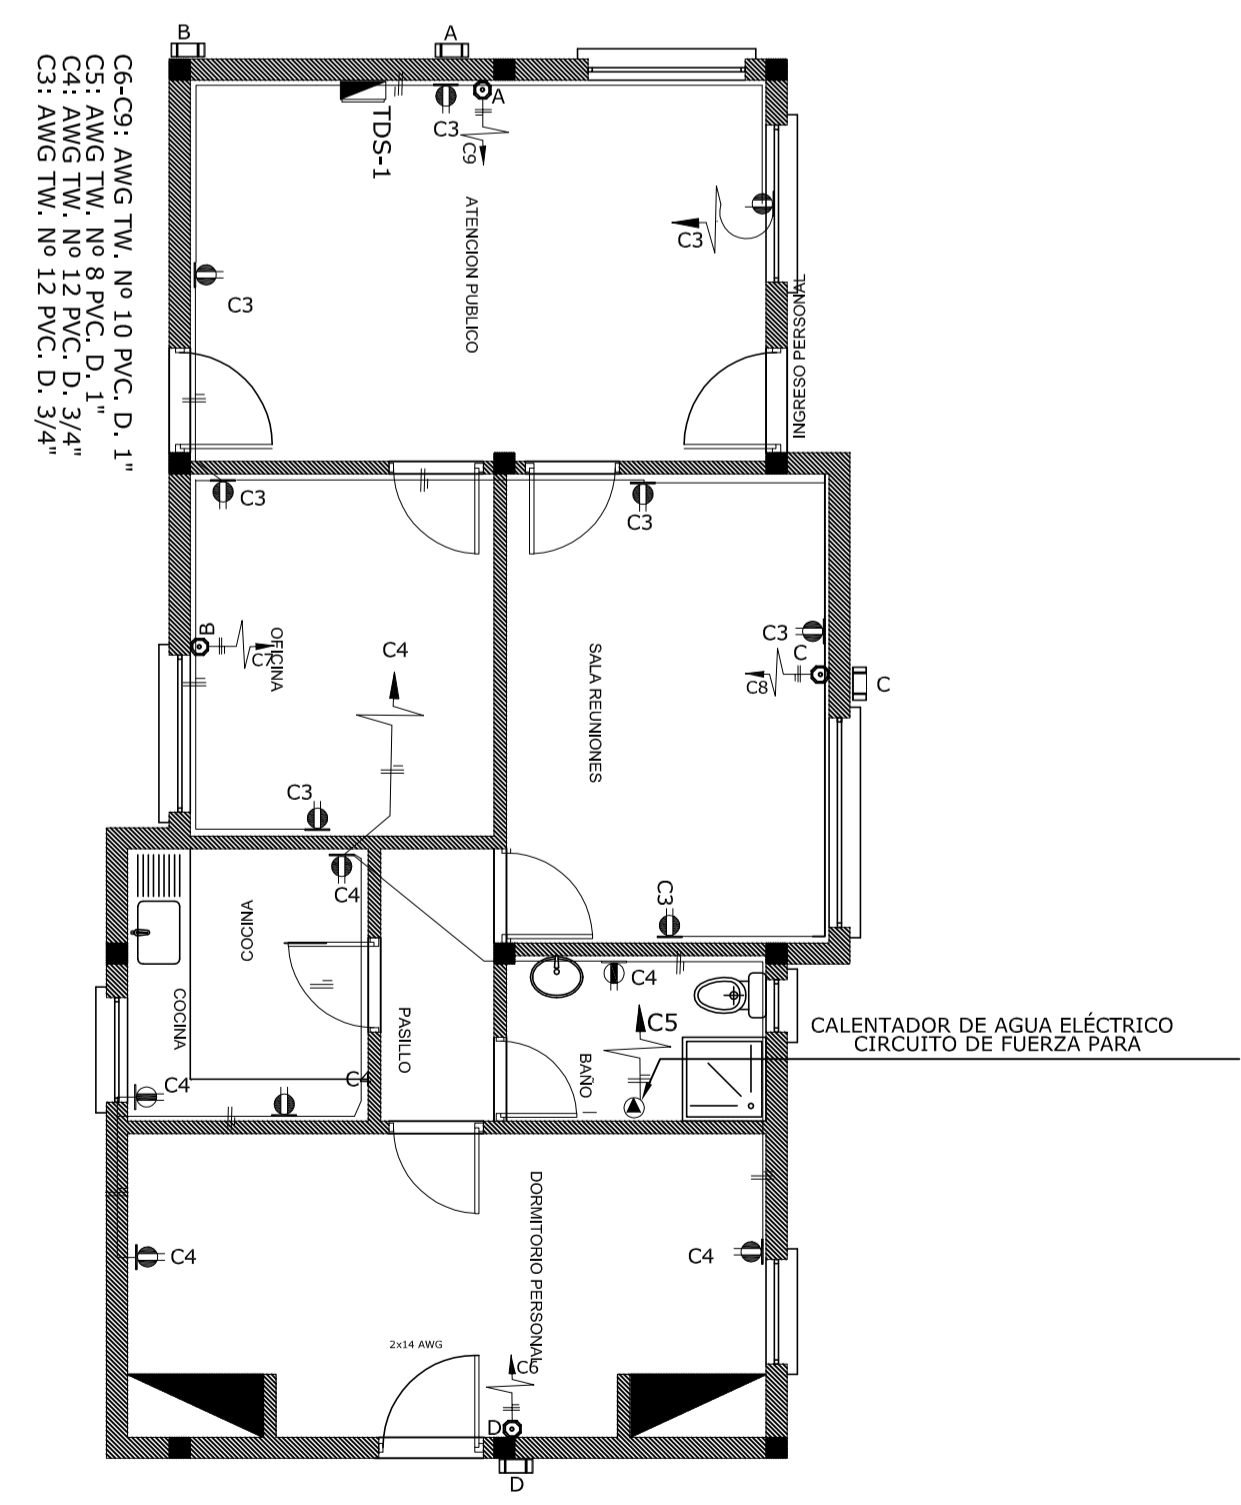 C6-C9: AWG TW. Nº 10 PVC. D. 1"
C5: AWG TW. Nº 8 PVC. D. 1"
C4: AWG TW. Nº 12 PVC. D. 3/4"
C3: AWG TW. Nº 12 PVC. D. 3/4"
B
A
A
C3
C9
TDS-1
ATENCION PUBLICO
C3
C3
INGRESO PERSONAL
C3
C3
B
C7
OFICINA
C4
SALA REUNIONES
C3
C
C8
C
C3
C3
C4
COCINA
COCINA
PASILLO
C4
C5
BAÑO
CALENTADOR DE AGUA ELÉCTRICO
CIRCUITO DE FUERZA PARA
C4
C4
DORMITORIO PERSONAL
C4
2x14 AWG
C6
D
D